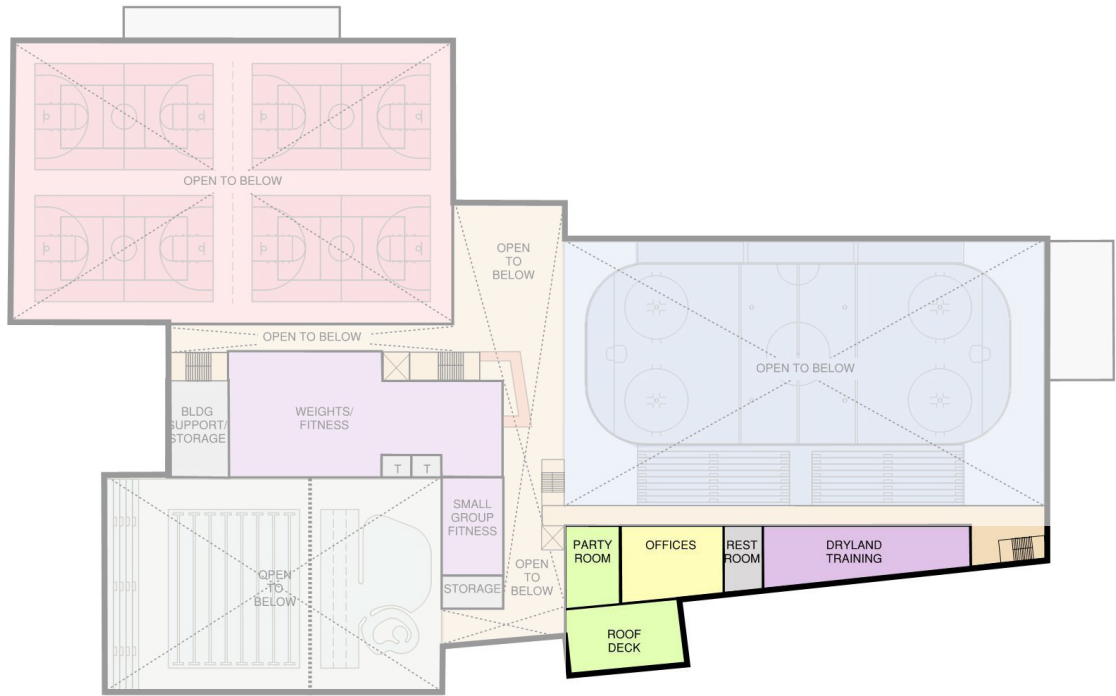 OPEN TO BELOW
OPEN
TO
BELOW
OPEN TO BELOW
OPEN TO BELOW
BLDG
SUPPORT/
STORAGE
WEIGHTS/
FITNESS
T
T
SMALL
GROUP
FITNESS
OPEN
TO
BELOW
STORAGE
OPEN
TO
BELOW
PARTY
ROOM
OFFICES
REST
ROOM
DRYLAND
TRAINING
ROOF
DECK